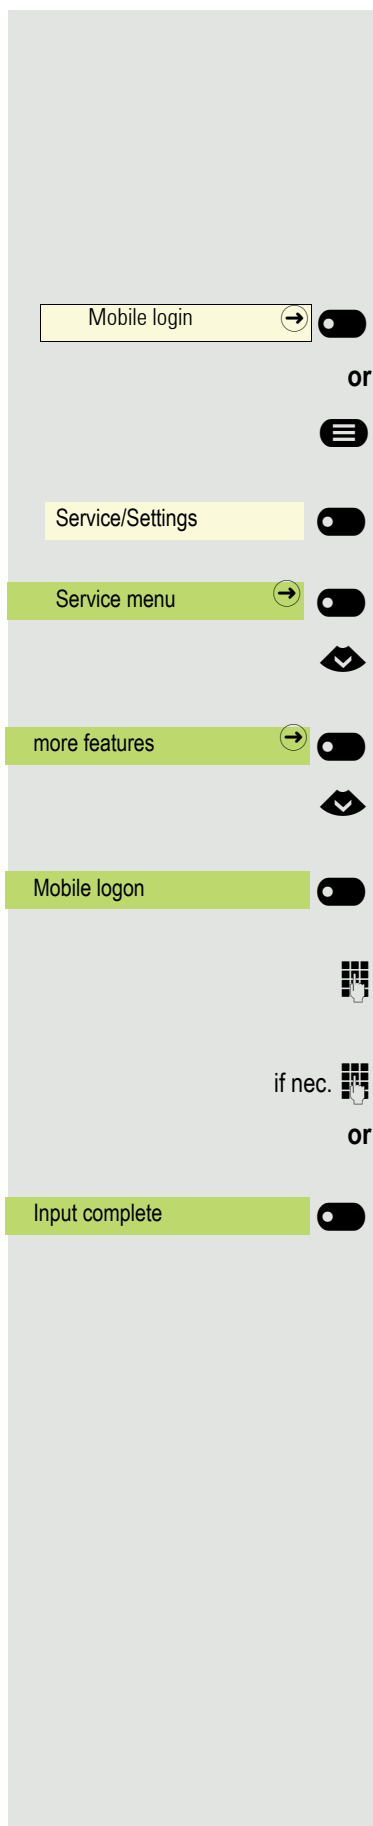 Mobile login
or
Service/Settings
Service menu
more features
Mobile logon
if nec.
or
Input complete